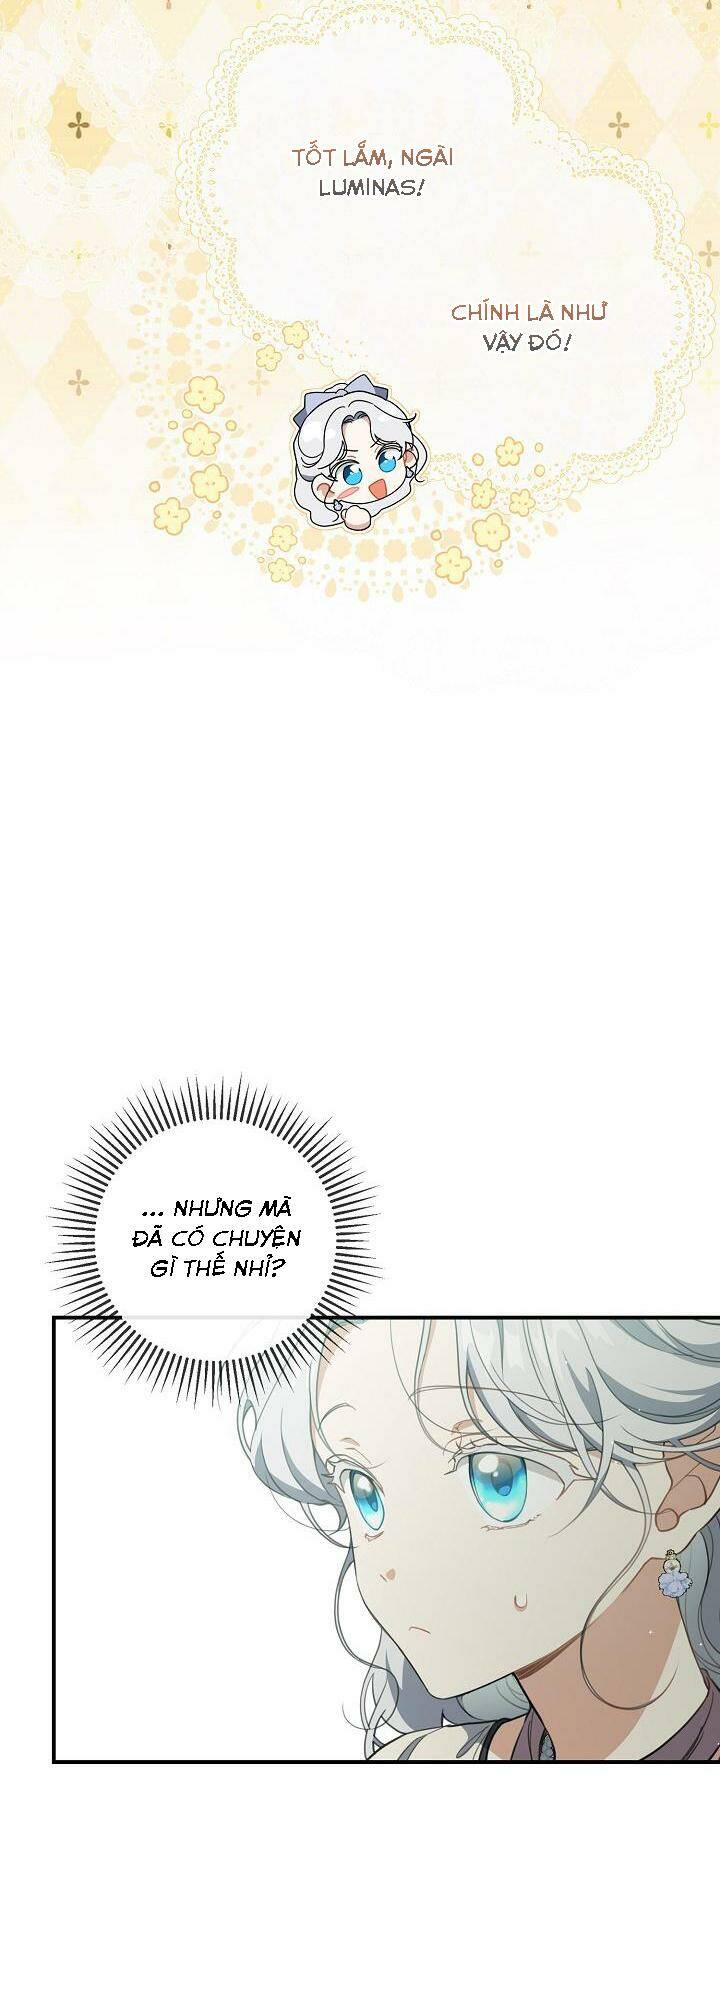 TỐT LẮM, NGÀI
LUMINAS!
CHÍNH LÀ NHƯ
VẬY ĐÓ!
... NHƯNG MÀ
ĐÃ CÓ CHUYỆN
GÌ THẾ NHỈ?